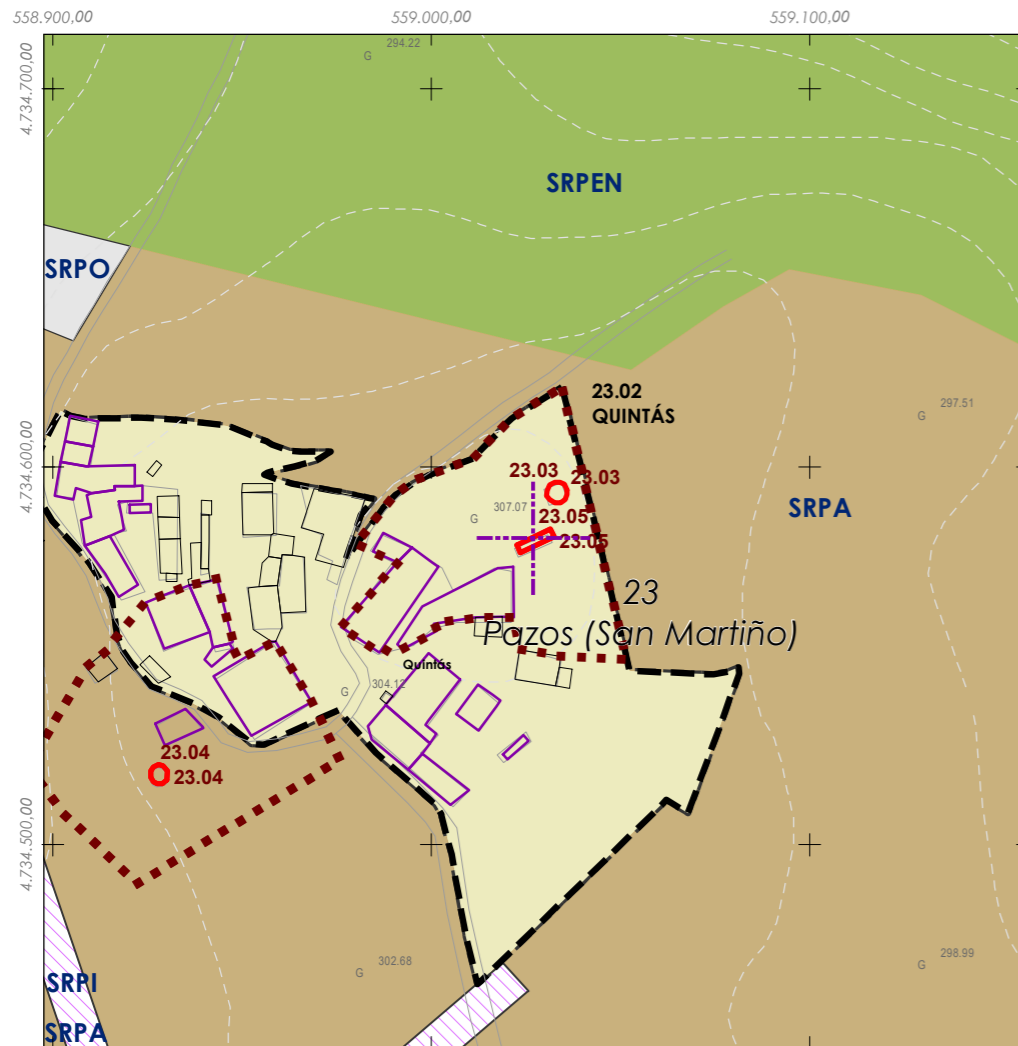 558.900,00
559.000,00
559.100,00
4.734.700,00
294.22
G
SRPEN
SRPO
23.02
QUINTÁS
297.51
G
4.734.600,00
23.03
23.03
307.07
G
23.05
23.05
SRPA
23
Pazos (San Martiño)
Quintás
304.12
G
23.04
23.04
4.734.500,00
302.68
G
298.99
G
SRPI
SRPA